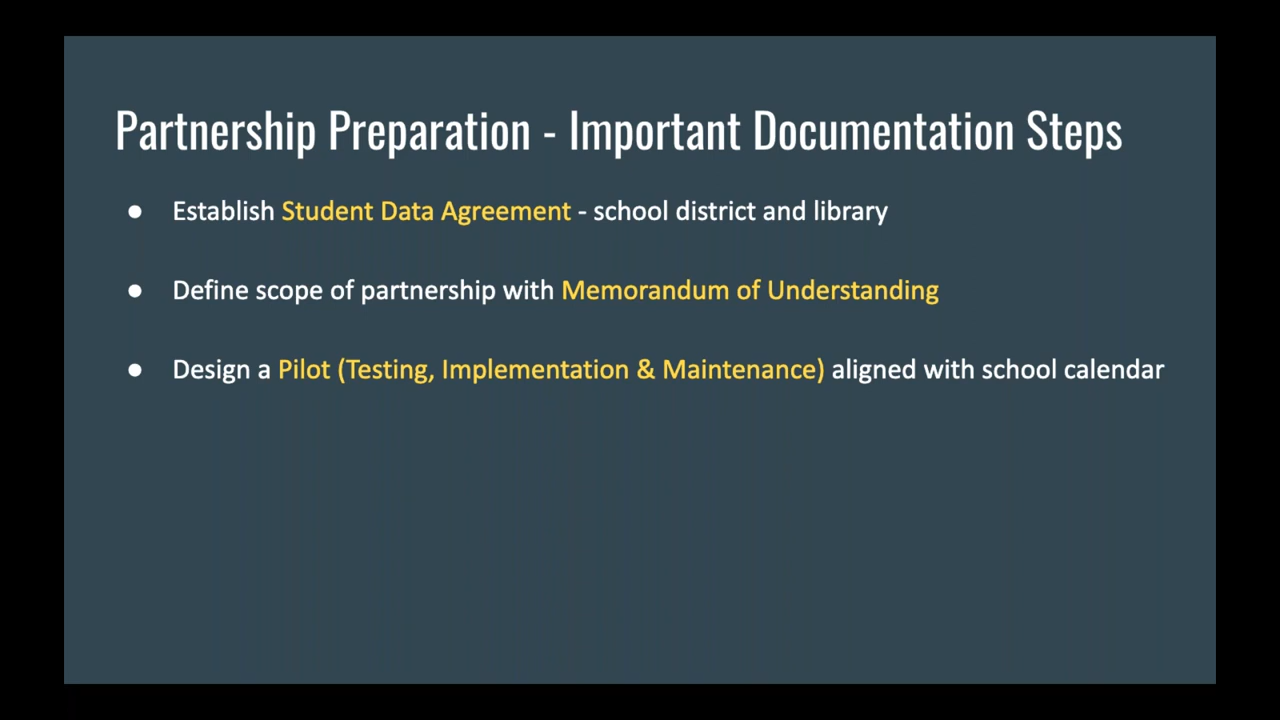 Partnership Preparation - Important Documentation Steps
● Establish Student Data Agreement - school district and library
● Define scope of partnership with Memorandum of Understanding
● Design a Pilot (Testing, Implementation & Maintenance) aligned with school calendar